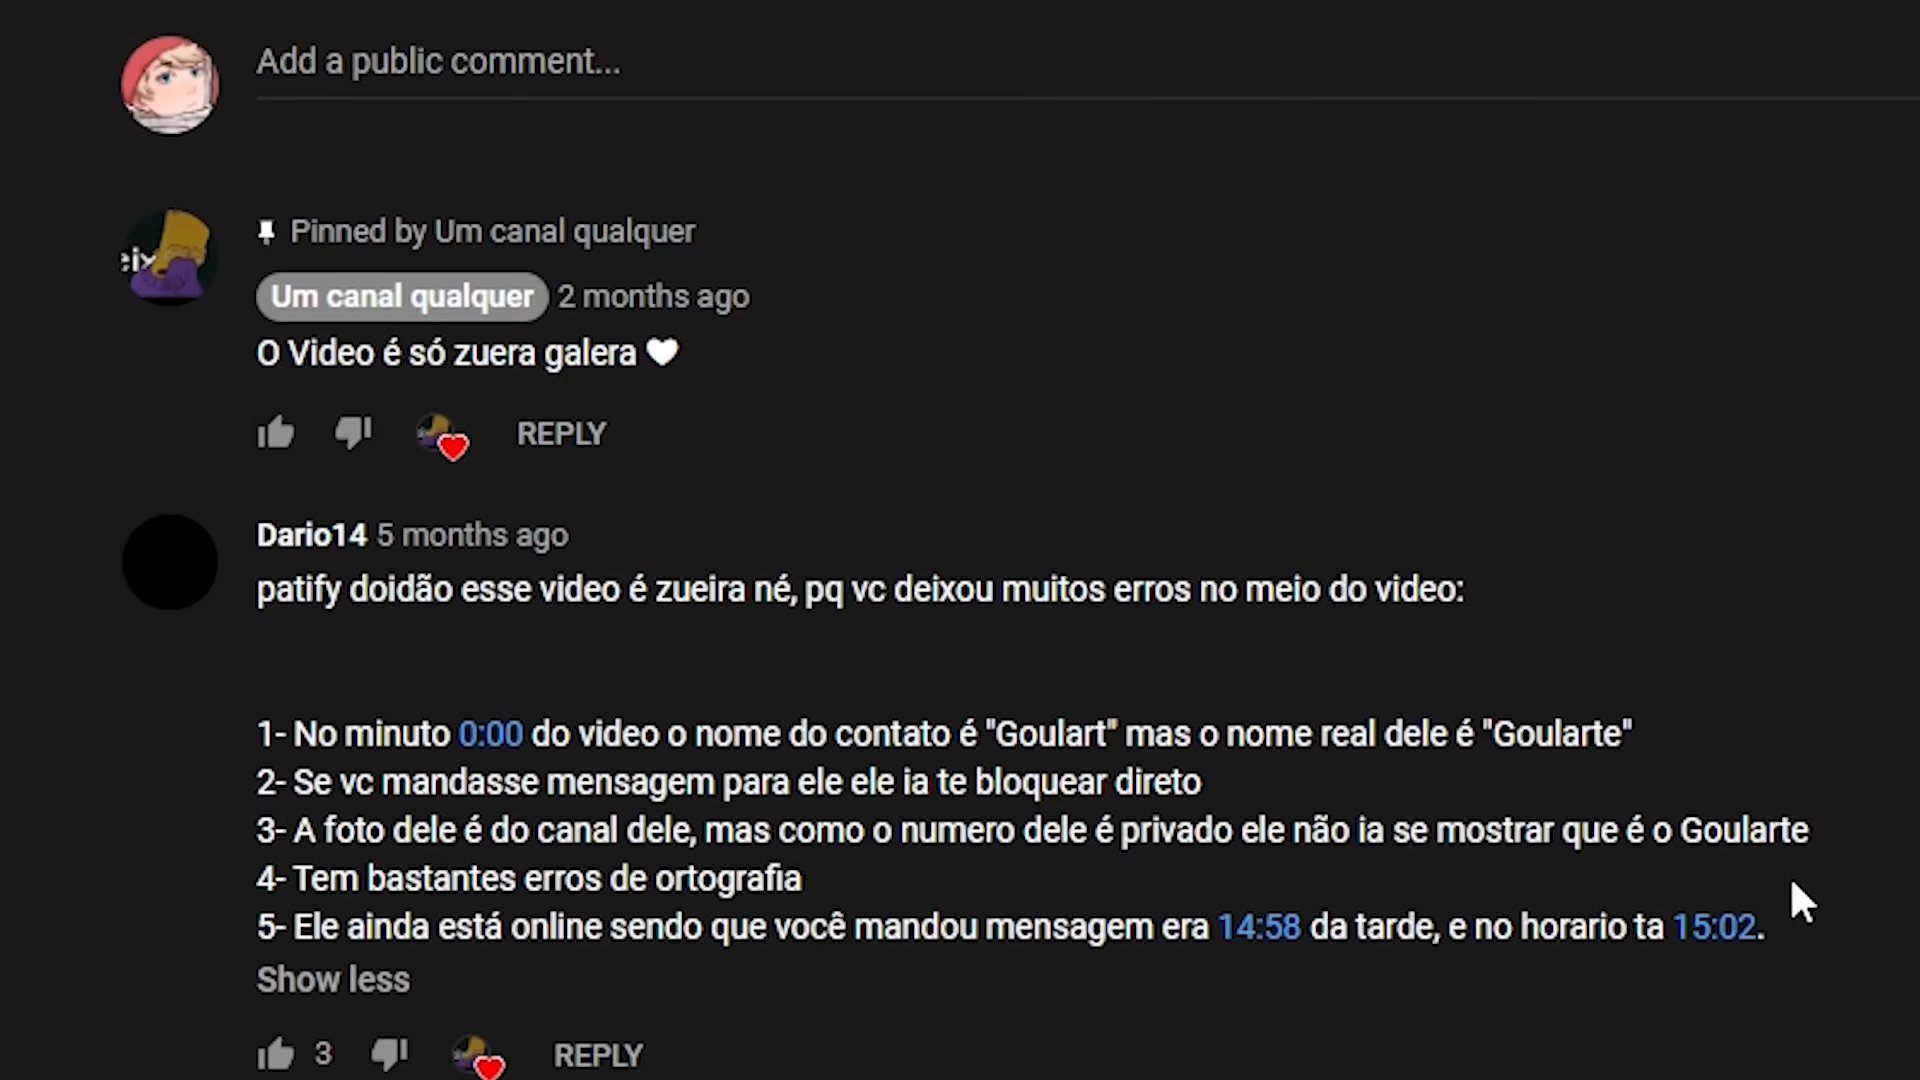 Add a public comment...
Pinned by Um canal qualquer
Um canal qualquer 2 months ago
O Video é só zuera galera 🤍
REPLY
Dario14 5 months ago
patify doidão esse video é zueira né, pq vc deixou muitos erros no meio do video:
1- No minuto 0:00 do video o nome do contato é "Goulart" mas o nome real dele é "Goularte"
2- Se vc mandasse mensagem para ele ele ia te bloquear direto
3- A foto dele é do canal dele, mas como o numero dele é privado ele não ia se mostrar que é o Goularte
4- Tem bastantes erros de ortografia
5- Ele ainda está online sendo que você mandou mensagem era 14:58 da tarde, e no horario ta 15:02.
Show less
3 REPLY